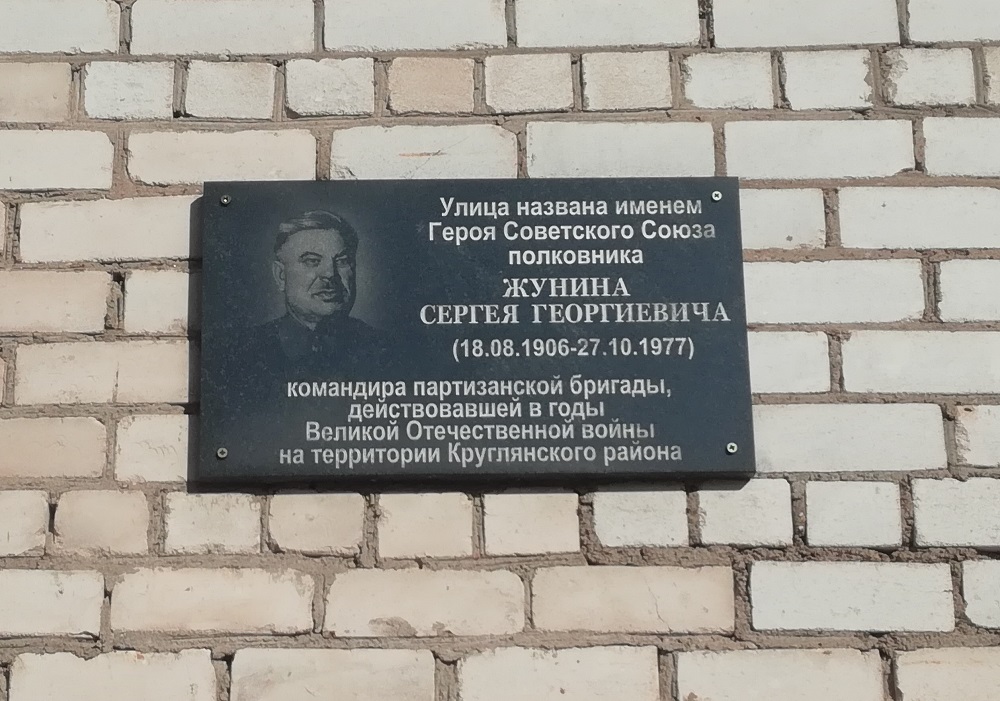 Улица названа именем
Героя Советского Союза
полковника
ЖУНИНА
СЕРГЕЯ ГЕОРГИЕВИЧА
(18.08.1906-27.10.1977)
командира партизанской бригады,
действовавшей в годы
Великой Отечественной войны
на территории Круглянского района